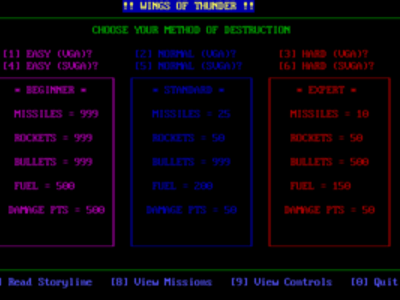 !! WINGS OF THUNDER !!
CHOOSE YOUR METHOD OF DESTRUCTION
[1] EASY (VGA)? [2] NORMAL (VGA)? [3] HARD (VGA)?
[4] EASY (SVGA)? [5] NORMAL (SVGA)? [6] HARD (SVGA)?
= BEGINNER = = STANDARD = = EXPERT =
MISSILES = 999 MISSILES = 25 MISSILES = 10
ROCKETS = 999 ROCKETS = 50 ROCKETS = 50
BULLETS = 999 BULLETS = 999 BULLETS = 500
FUEL = 500 FUEL = 200 FUEL = 150
DAMAGE PTS = 500 DAMAGE PTS = 50 DAMAGE PTS = 50
] Read Storyline [8] View Missions [9] View Controls [0] Quit